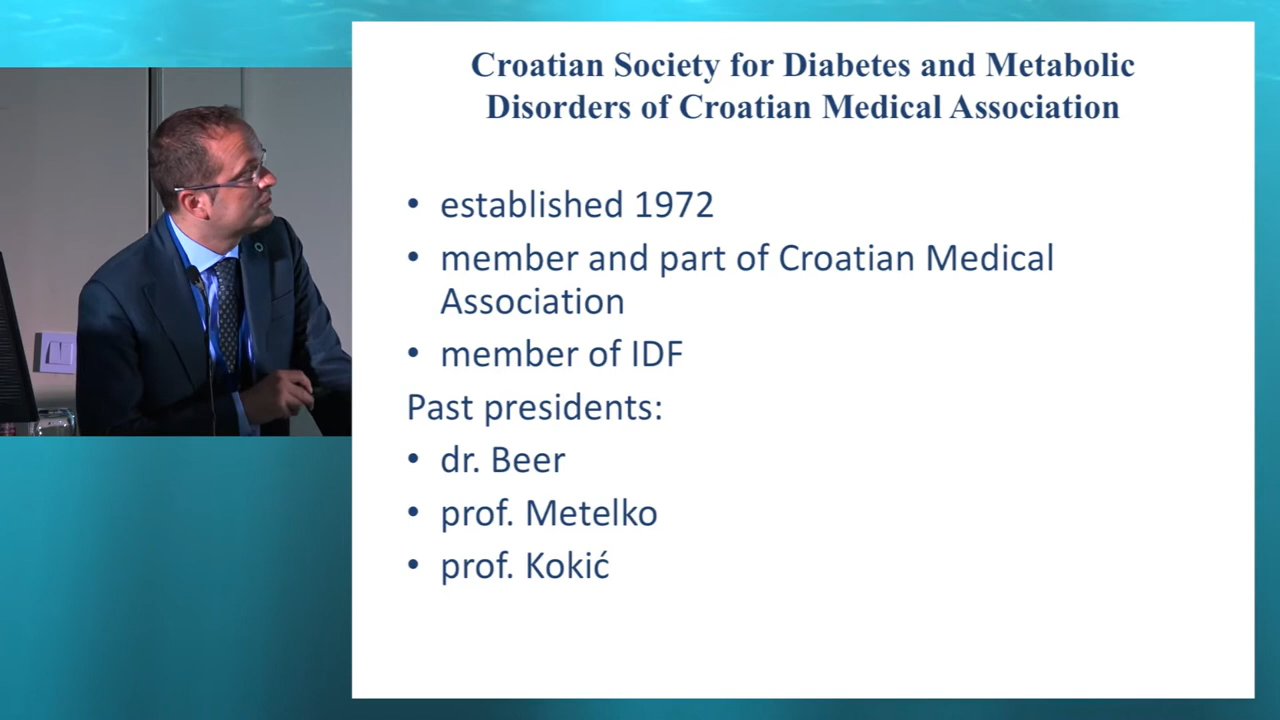 Croatian Society for Diabetes and Metabolic
Disorders of Croatian Medical Association
• established 1972
• member and part of Croatian Medical
Association
• member of IDF
Past presidents:
• dr. Beer
• prof. Metelko
• prof. Kokić